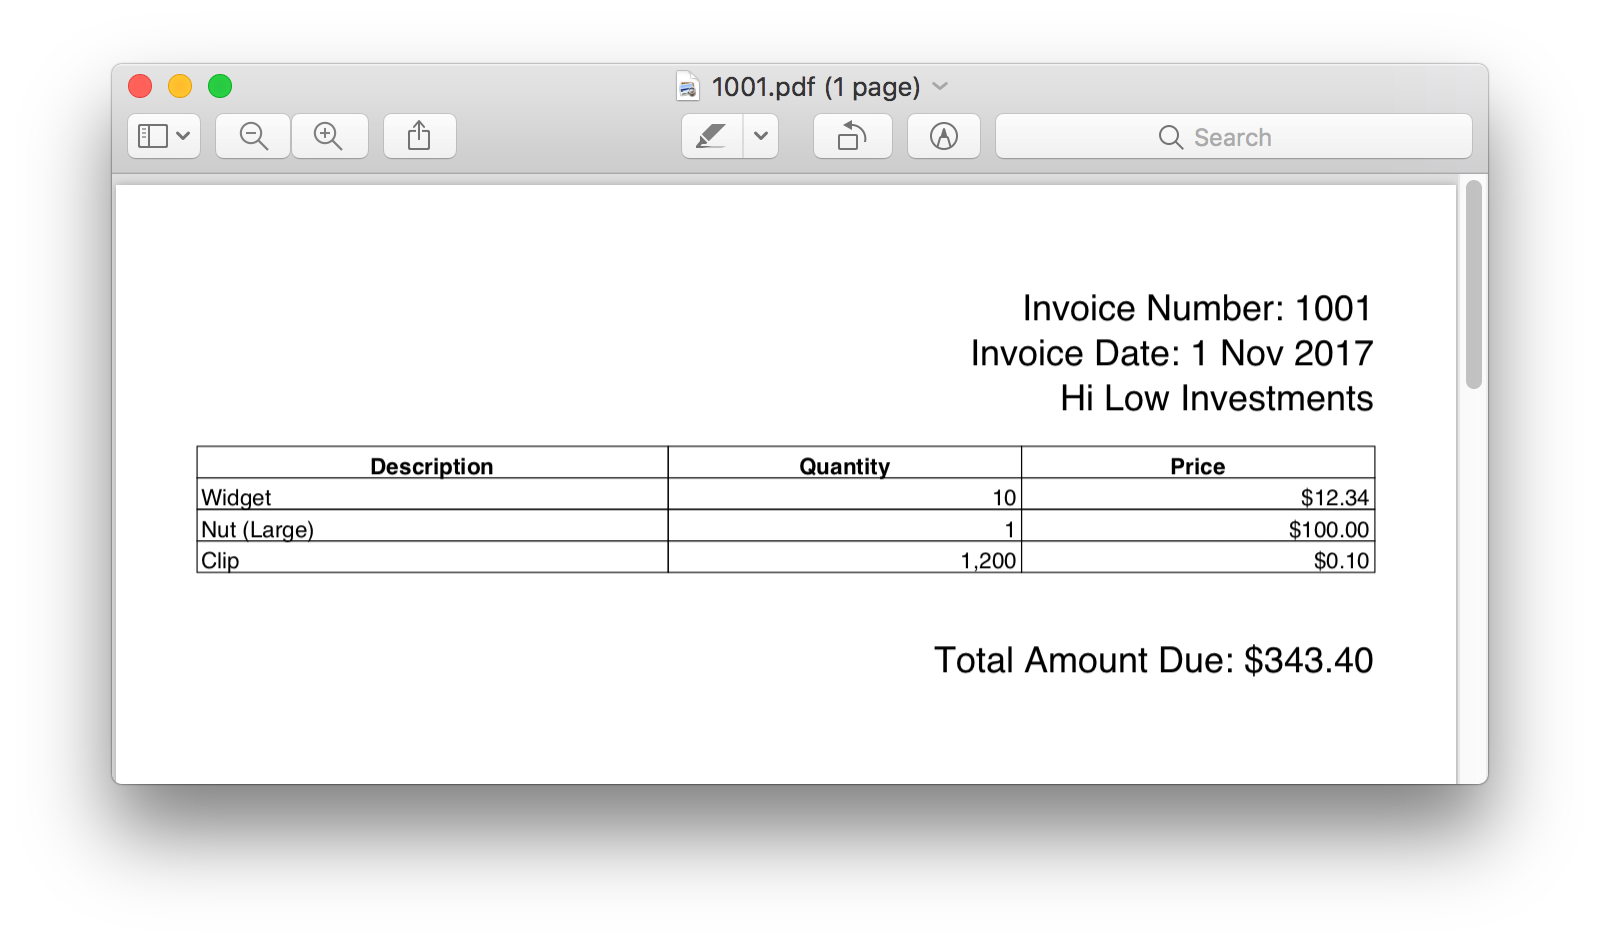 1001.pdf (1 page)
Search
Invoice Number: 1001
Invoice Date: 1 Nov 2017
Hi Low Investments
Description Quantity Price
Widget 10 $12.34
Nut (Large) 1 $100.00
Clip 1,200 $0.10
Total Amount Due: $343.40